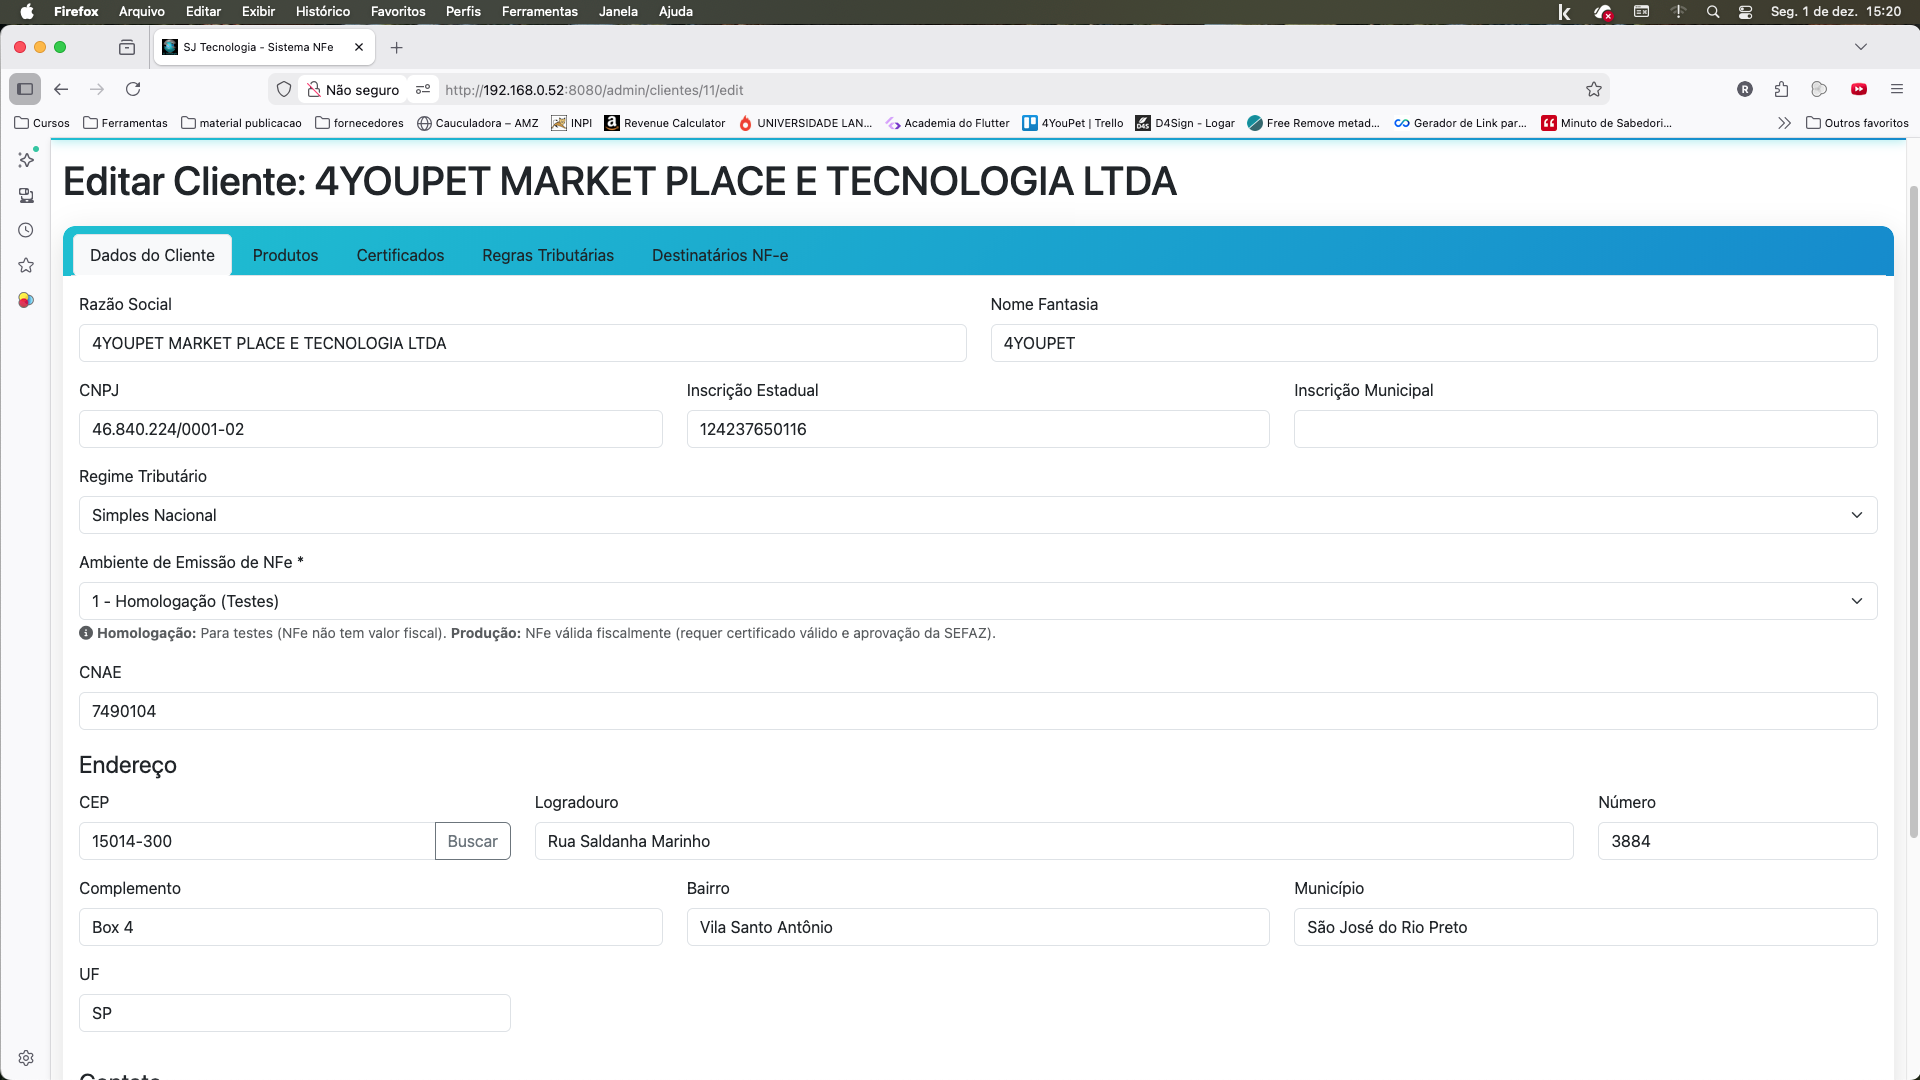 Firefox Arquivo Editar Exibir Histórico Favoritos Perfis Ferramentas Janela Ajuda Seg. 1 de dez. 15:20
SJ Tecnologia - Sistema NFe
Não seguro http://192.168.0.52:8080/admin/clientes/11/edit
Cursos Ferramentas material publicacao fornecedores Cauculadora – AMZ INPI Revenue Calculator UNIVERSIDADE LAN... Academia do Flutter 4YouPet | Trello D4Sign - Logar Free Remove metad... Gerador de Link par... Minuto de Sabedori... Outros favoritos
Editar Cliente: 4YOUPET MARKET PLACE E TECNOLOGIA LTDA
Dados do Cliente Produtos Certificados Regras Tributárias Destinatários NF-e
Razão Social Nome Fantasia
4YOUPET MARKET PLACE E TECNOLOGIA LTDA 4YOUPET
CNPJ Inscrição Estadual Inscrição Municipal
46.840.224/0001-02 124237650116
Regime Tributário
Simples Nacional
Ambiente de Emissão de NFe *
1 - Homologação (Testes)
Homologação: Para testes (NFe não tem valor fiscal). Produção: NFe válida fiscalmente (requer certificado válido e aprovação da SEFAZ).
CNAE
7490104
Endereço
CEP Logradouro Número
15014-300 Buscar Rua Saldanha Marinho 3884
Complemento Bairro Município
Box 4 Vila Santo Antônio São José do Rio Preto
UF
SP
Contato